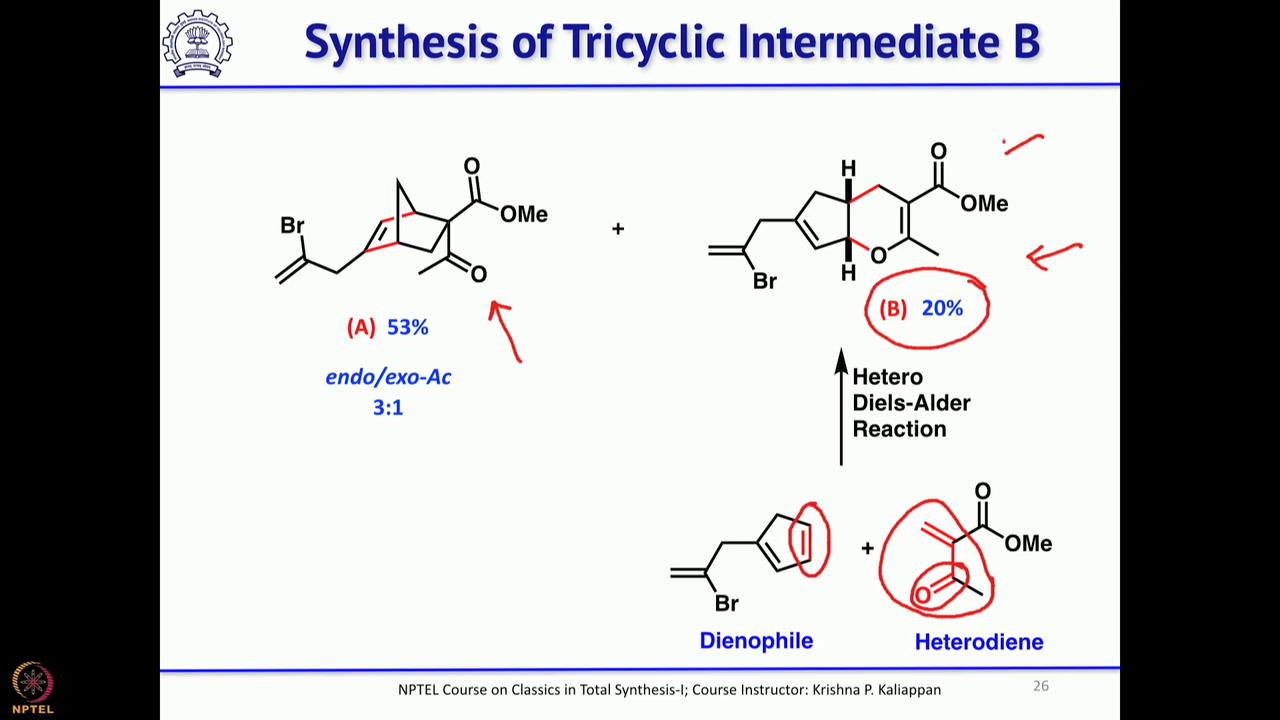 Synthesis of Tricyclic Intermediate B
O
OMe
Br
O
(A) 53%
endo/exo-Ac
3:1
+
H
O
OMe
O
H
Br
(B) 20%
Hetero
Diels-Alder
Reaction
Br
Dienophile
+
O
OMe
O
Heterodiene
NPTEL Course on Classics in Total Synthesis-I; Course Instructor: Krishna P. Kaliappan
26
NPTEL